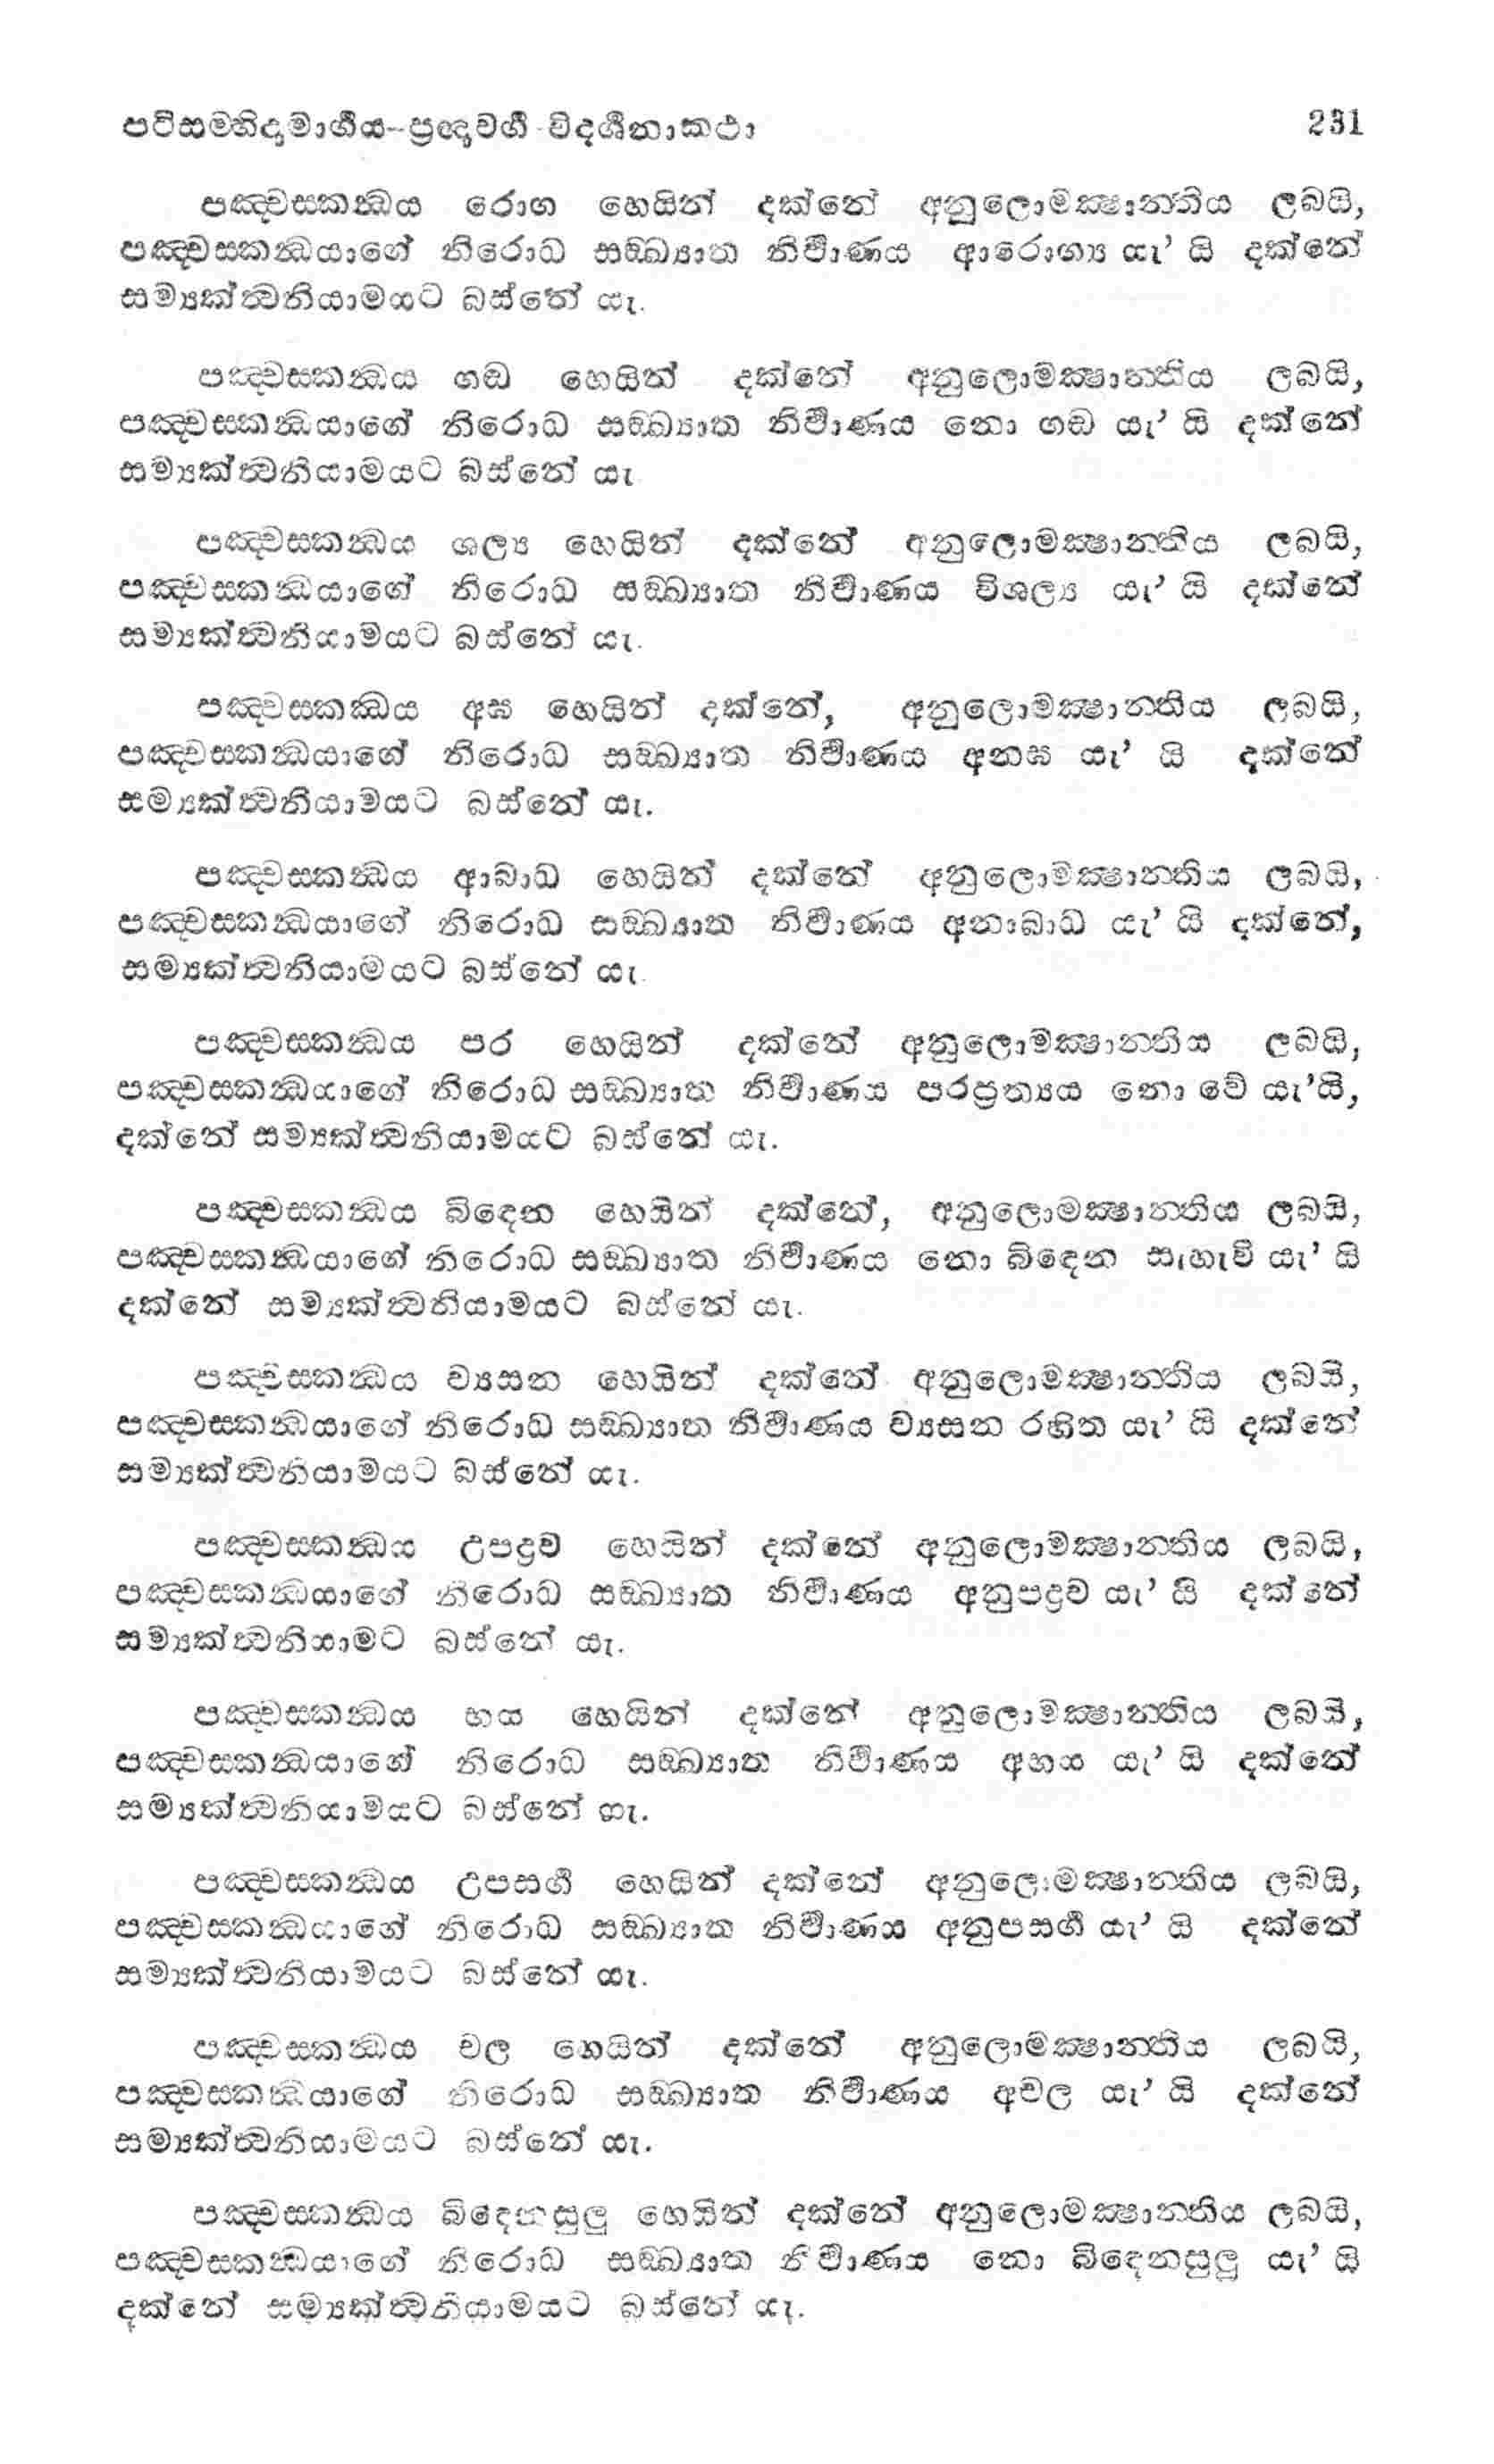 පටිසම්භිදාමාර්ගය-ප්‍රඥාවර්ග-විදර්ශනාකථා 231
පඤ්චස්කන්ධය රොග හෙයින් දක්නේ අනුලොමක්ෂාන්තිය ලබයි,
පඤ්චස්කන්ධයාගේ නිරොධ සඞ්ඛ්‍යාත නිර්වාණය ආරොග්‍ය යැ’ යි දක්නේ
සම්‍යක්ත්වනියාමයට බස්නේ යැ.
පඤ්චස්කන්ධය ගණ්ඩ හෙයින් දක්නේ අනුලොමක්ෂාන්තිය ලබයි,
පඤ්චස්කන්ධයාගේ නිරොධ සඞ්ඛ්‍යාත නිර්වාණය නො ගණ්ඩ යැ’ යි දක්නේ
සම්‍යක්ත්වනියාමයට බස්නේ යැ
පඤ්චස්කන්ධය ශල්‍ය හෙයින් දක්නේ අනුලොමක්ෂාන්තිය ලබයි,
පඤ්චස්කන්ධයාගේ නිරොධ සඞ්ඛ්‍යාත නිර්වාණය විශල්‍ය යැ’ යි දක්නේ
සම්‍යක්ත්වනියාමයට බස්නේ යැ.
පඤ්චස්කන්ධය අඝ හෙයින් දක්නේ, අනුලොමක්ෂාන්තිය ලබයි,
පඤ්චස්කන්ධයාගේ නිරොධ සඞ්ඛ්‍යාත නිර්වාණය අනඝ යැ’ යි දක්නේ
සම්‍යක්ත්වනියාමයට බස්නේ යැ.
පඤ්චස්කන්ධය ආබාධ හෙයින් දක්නේ අනුලොමක්ෂාන්තිය ලබයි,
පඤ්චස්කන්ධයාගේ නිරොධ සඞ්ඛ්‍යාත නිර්වාණය අනාබාධ යැ’ යි දක්නේ,
සම්‍යක්ත්වනියාමයට බස්නේ යැ.
පඤ්චස්කන්ධය පර හෙයින් දක්නේ අනුලොමක්ෂාන්තිය ලබයි,
පඤ්චස්කන්ධයාගේ නිරොධ සඞ්ඛ්‍යාත නිර්වාණය පරප්‍රත්‍යය නො වේ යැ’යි,
දක්නේ සම්‍යක්ත්වනියාමයට බස්නේ යැ.
පඤ්චස්කන්ධය බිඳෙන හෙයින් දක්නේ, අනුලොමක්ෂාන්තිය ලබයි,
පඤ්චස්කන්ධයාගේ නිරොධ සඞ්ඛ්‍යාත නිර්වාණය නො බිඳෙන සැහැවි යැ’ යි
දක්නේ සම්‍යක්ත්වනියාමයට බස්නේ යැ.
පඤ්චස්කන්ධය ව්‍යසන හෙයින් දක්නේ අනුලොමක්ෂාන්තිය ලබයි,
පඤ්චස්කන්ධයාගේ නිරොධ සඞ්ඛ්‍යාත නිර්වාණය ව්‍යසන රහිත යැ’ යි දක්නේ
සම්‍යක්ත්වනියාමයට බස්නේ යැ.
පඤ්චස්කන්ධය උපද්‍රව හෙයින් දක්නේ අනුලොමක්ෂාන්තිය ලබයි,
පඤ්චස්කන්ධයාගේ නිරොධ සඞ්ඛ්‍යාත නිර්වාණය අනුපද්‍රව යැ’ යි දක්නේ
සම්‍යක්ත්වනියාමට බස්නේ යැ.
පඤ්චස්කන්ධය භය හෙයින් දක්නේ අනුලොමක්ෂාන්තිය ලබයි,
පඤ්චස්කන්ධයාගේ නිරොධ සඞ්ඛ්‍යාත නිර්වාණය අභය යැ’ යි දක්නේ
සම්‍යක්ත්වනියාමයට බස්නේ යැ.
පඤ්චස්කන්ධය උපසර්ග හෙයින් දක්නේ අනුලොමක්ෂාන්තිය ලබයි,
පඤ්චස්කන්ධයාගේ නිරොධ සඞ්ඛ්‍යාත නිර්වාණය අනුපසර්ග යැ’ යි දක්නේ
සම්‍යක්ත්වනියාමයට බස්නේ යැ.
පඤ්චස්කන්ධය චල හෙයින් දක්නේ අනුලොමක්ෂාන්තිය ලබයි,
පඤ්චස්කන්ධයාගේ නිරොධ සඞ්ඛ්‍යාත නිර්වාණය අචල යැ’ යි දක්නේ
සම්‍යක්ත්වනියාමයට බස්නේ යැ.
පඤ්චස්කන්ධය බිඳෙනසුලු හෙයින් දක්නේ අනුලොමක්ෂාන්තිය ලබයි,
පඤ්චස්කන්ධයාගේ නිරොධ සඞ්ඛ්‍යාත නිර්වාණය නො බිඳෙනසුලු යැ’ යි
දක්නේ සම්‍යක්ත්වනියාමයට බස්නේ යැ.